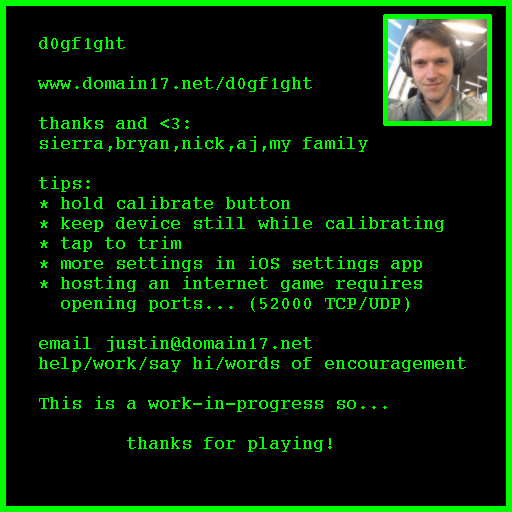 d0gf1ght
www.domain17.net/d0gf1ght
thanks and <3:
sierra,bryan,nick,aj,my family
tips:
* hold calibrate button
* keep device still while calibrating
* tap to trim
* more settings in iOS settings app
* hosting an internet game requires
opening ports... (52000 TCP/UDP)
email justin@domain17.net
help/work/say hi/words of encouragement
This is a work-in-progress so...
thanks for playing!